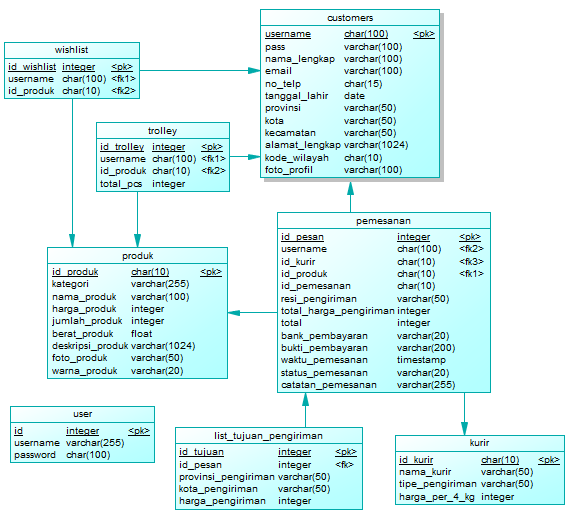 customers
username char(100) <pk>
pass varchar(100)
nama_lengkap varchar(100)
email varchar(100)
no_telp char(15)
tanggal_lahir date
provinsi varchar(50)
kota varchar(50)
kecamatan varchar(50)
alamat_lengkap varchar(1024)
kode_wilayah char(10)
foto_profil varchar(100)
wishlist
id_wishlist integer <pk>
username char(100) <fk1>
id_produk char(10) <fk2>
trolley
id_trolley integer <pk>
username char(100) <fk1>
id_produk char(10) <fk2>
total_pcs integer
pemesanan
id_pesan integer <pk>
username char(100) <fk2>
id_kurir char(10) <fk3>
id_produk char(10) <fk1>
id_pemesanan char(10)
resi_pengiriman varchar(50)
total_harga_pengiriman integer
total integer
bank_pembayaran varchar(20)
bukti_pembayaran varchar(200)
waktu_pemesanan timestamp
status_pemesanan varchar(20)
catatan_pemesanan varchar(255)
produk
id_produk char(10) <pk>
kategori varchar(255)
nama_produk varchar(100)
harga_produk integer
jumlah_produk integer
berat_produk float
deskripsi_produk varchar(1024)
foto_produk varchar(50)
warna_produk varchar(20)
user
id integer <pk>
username varchar(255)
password char(100)
list_tujuan_pengiriman
id_tujuan integer <pk>
id_pesan integer <fk>
provinsi_pengiriman varchar(50)
kota_pengiriman varchar(50)
harga_pengiriman integer
kurir
id_kurir char(10) <pk>
nama_kurir varchar(50)
tipe_pengiriman varchar(50)
harga_per_4_kg integer